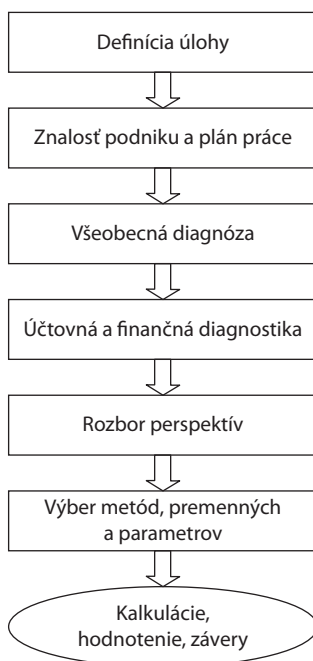 Definícia úlohy
Znalosť podniku a plán práce
Všeobecná diagnóza
Účtovná a finančná diagnostika
Rozbor perspektív
Výber metód, premenných
a parametrov
Kalkulácie,
hodnotenie, závery